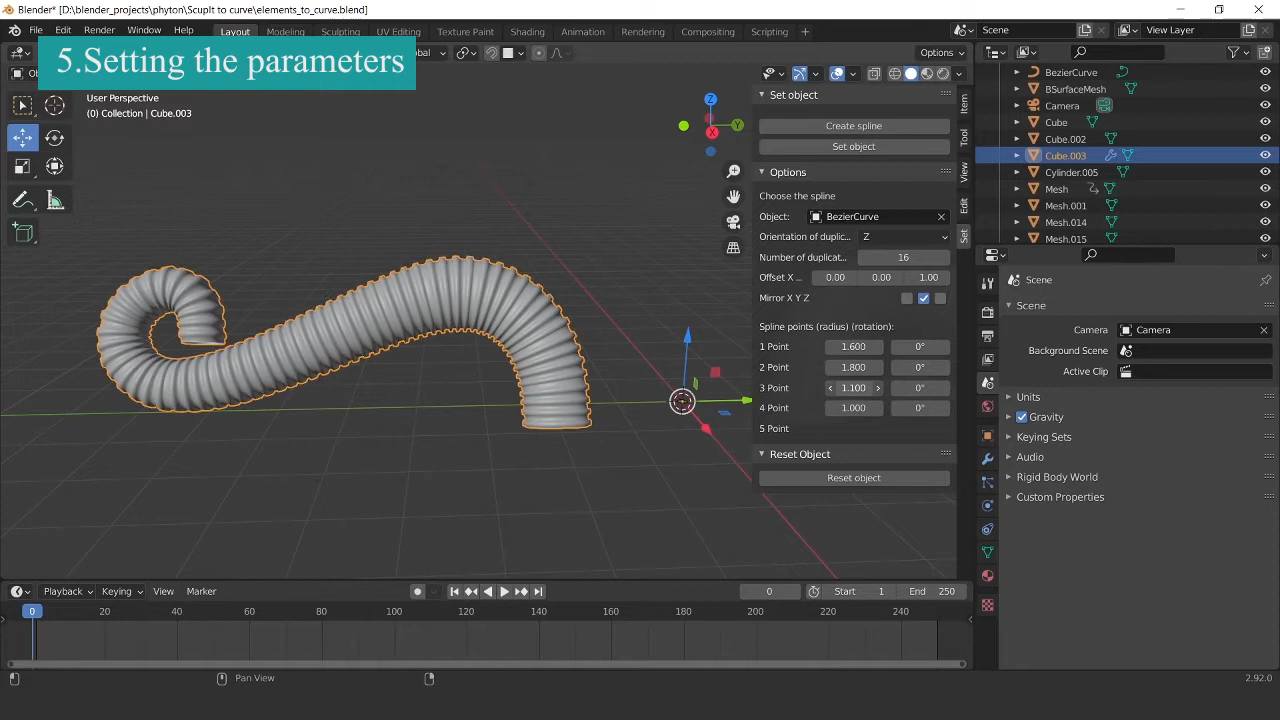 Blender* [D:\blender_projects\phyton\Scuplt to curve\elements_to_curve.blend]
File Edit Render Window Help Layout Modeling Sculpting UV Editing Texture Paint Shading Animation Rendering Compositing Scripting Scene View Layer
5.Setting the parameters
Options
User Perspective
(0) Collection | Cube.003
Z
Y
X
Set object
Create spline
Set object
Options
Choose the spline
Object: BezierCurve
Orientation of duplic.. Z
Number of duplicat.. 16
Offset X ... 0.00 0.00 1.00
Mirror X Y Z
Spline points (radius) (rotation):
1 Point 1.600 0°
2 Point 1.800 0°
3 Point 1.100 0°
4 Point 1.000 0°
5 Point
Reset Object
Reset object
Item
Tool
View
Edit
Set
BezierCurve
BSurfaceMesh
Camera
Cube
Cube.002
Cube.003
Cylinder.005
Mesh
Mesh.001
Mesh.014
Mesh.015
Scene
Scene
Camera Camera
Background Scene
Active Clip
Units
Gravity
Keying Sets
Audio
Rigid Body World
Custom Properties
Playback Keying View Marker 0 Start 1 End 250
0 20 40 60 80 100 120 140 160 180 200 220 240
Pan View 2.92.0